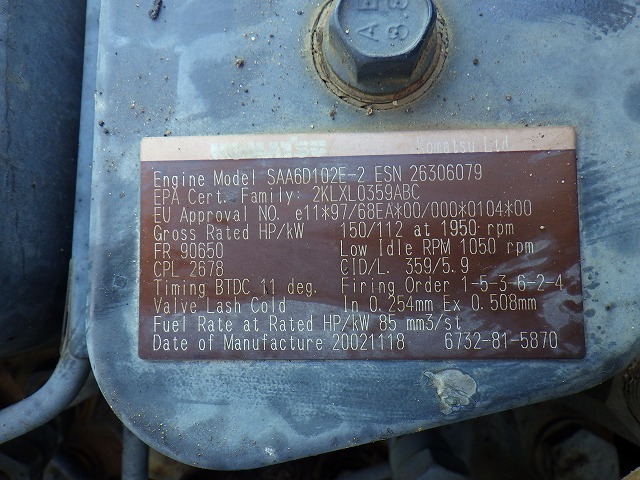 A E
8.8
KOMATSU Komatsu Ltd.
Engine Model SAA6D102E-2 ESN 26306079
EPA Cert. Family: 2KLXL0359ABC
EU Approval NO. e11*97/68EA*00/000*0104*00
Gross Rated HP/kW 150/112 at 1950 rpm
FR 90650 Low Idle RPM 1050 rpm
CPL 2678 CID/L. 359/5.9
Timing BTDC 11 deg. Firing Order 1-5-3-6-2-4
Valve Lash Cold In 0.254mm Ex 0.508mm
Fuel Rate at Rated HP/kW 85 mm3/st
Date of Manufacture 20021118 6732-81-5870